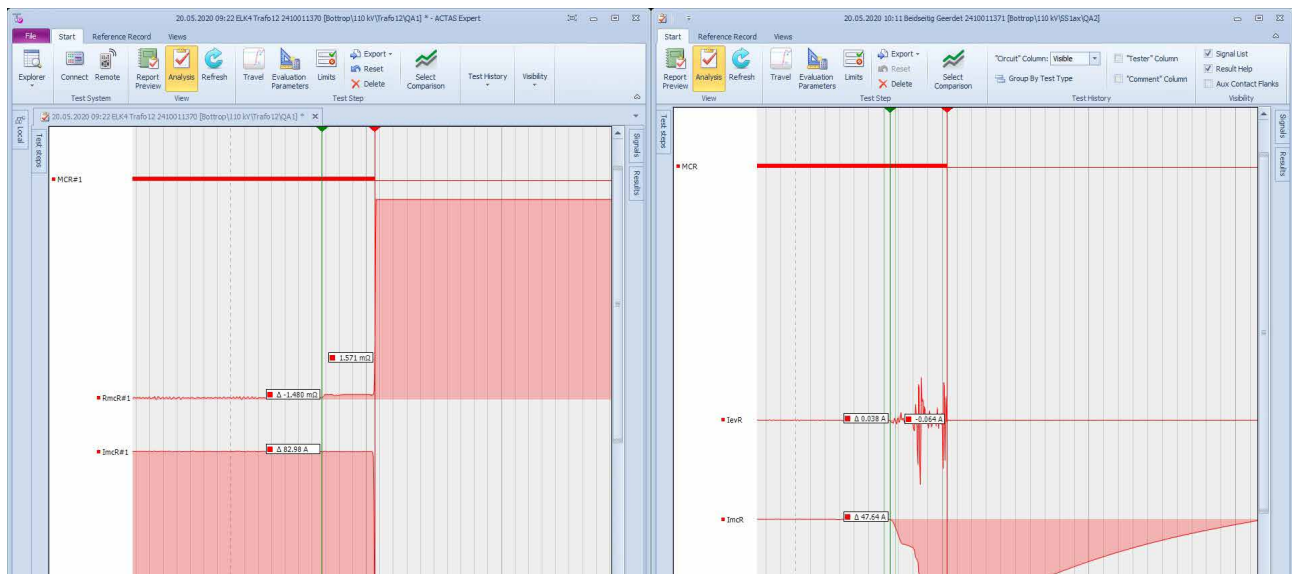 20.05.2020 09:22 ELK4 Trafo12 2410011370 [Bottrop\110 kV\Trafo12\QA1] * - ACTAS Expert
File Start Reference Record Views
Explorer Connect Remote Report Preview Analysis Refresh Travel Evaluation Parameters Limits Export Reset Delete Select Comparison Test History Visibility
Test System View Test Step
20.05.2020 09:22 ELK4 Trafo12 2410011370 [Bottrop\110 kV\Trafo12\QA1] *
Local
Test steps
Signals
Results
MCR#1
1.571 mΩ
RmcR#1
Δ -1.480 mΩ
ImcR#1
Δ 82.98 A
20.05.2020 10:11 Beidseitig Geerdet 2410011371 [Bottrop\110 kV\SS1ax\QA2]
Start Reference Record Views
Report Preview Analysis Refresh Travel Evaluation Parameters Limits Export Reset Delete Select Comparison
"Circuit" Column: Visible
Group By Test Type
"Tester" Column
"Comment" Column
Signal List
Result Help
Aux Contact Flanks
View Test Step Test History Visibility
Test steps
Signals
Results
MCR
IevR
Δ 0.038 A
-0.064 A
ImcR
Δ 47.64 A